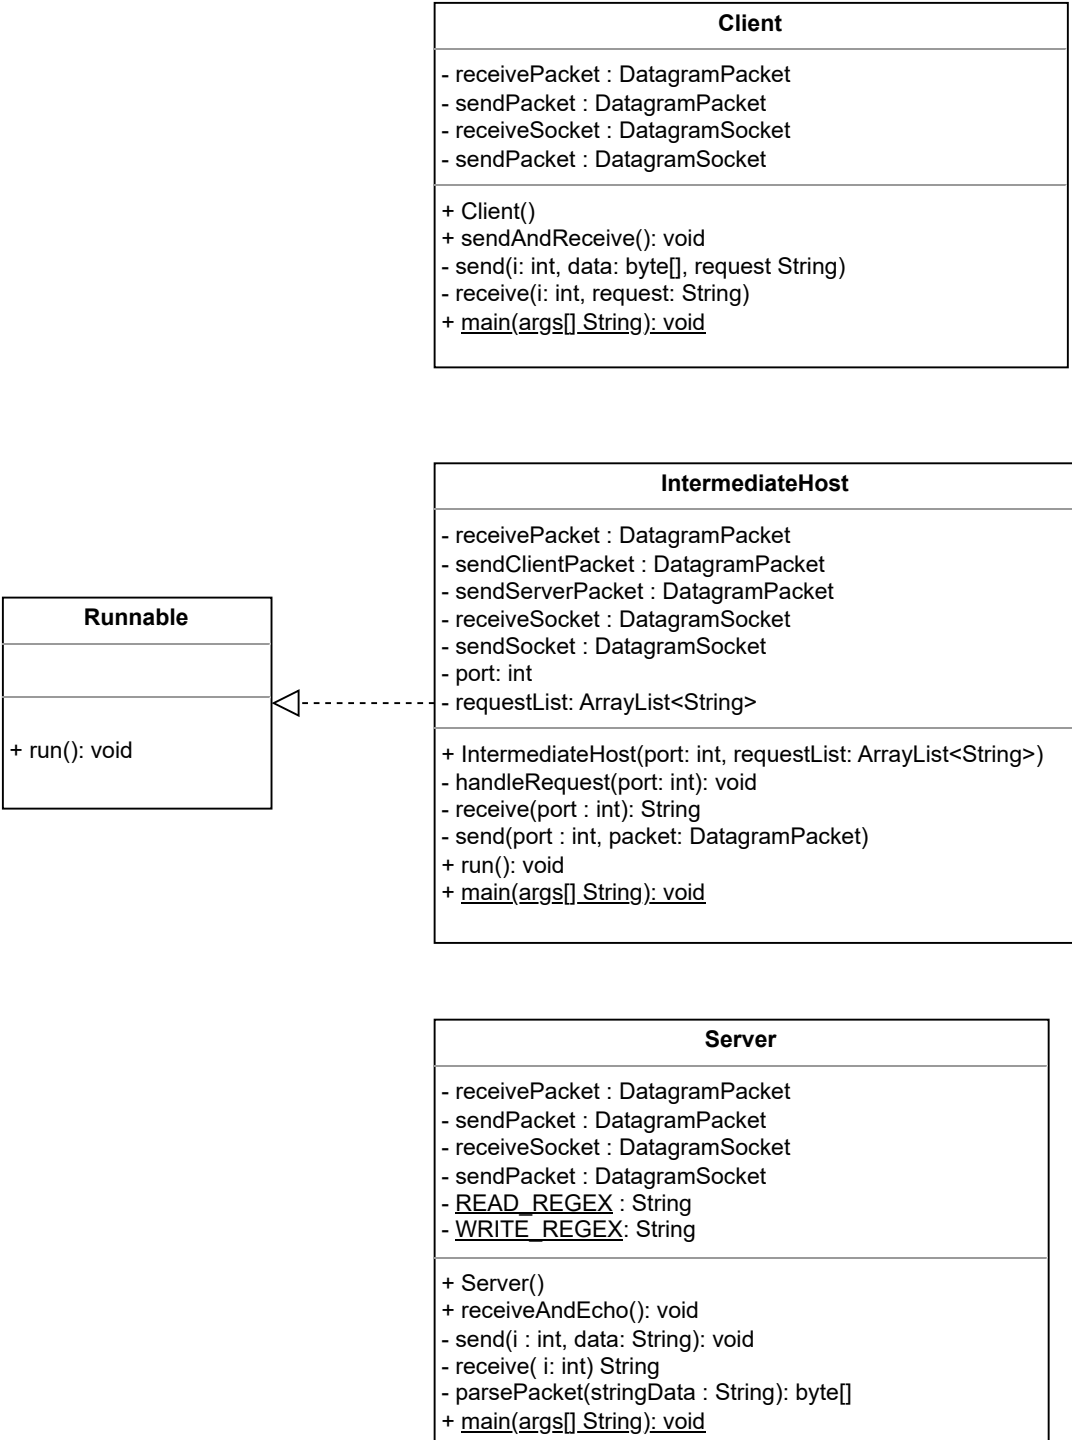 Client
- receivePacket : DatagramPacket
- sendPacket : DatagramPacket
- receiveSocket : DatagramSocket
- sendPacket : DatagramSocket
+ Client()
+ sendAndReceive(): void
- send(i: int, data: byte[], request String)
- receive(i: int, request: String)
+ main(args[] String): void
IntermediateHost
- receivePacket : DatagramPacket
- sendClientPacket : DatagramPacket
- sendServerPacket : DatagramPacket
- receiveSocket : DatagramSocket
- sendSocket : DatagramSocket
- port: int
- requestList: ArrayList<String>
+ IntermediateHost(port: int, requestList: ArrayList<String>)
- handleRequest(port: int): void
- receive(port : int): String
- send(port : int, packet: DatagramPacket)
+ run(): void
+ main(args[] String): void
Runnable
+ run(): void
Server
- receivePacket : DatagramPacket
- sendPacket : DatagramPacket
- receiveSocket : DatagramSocket
- sendPacket : DatagramSocket
- READ_REGEX : String
- WRITE_REGEX: String
+ Server()
+ receiveAndEcho(): void
- send(i : int, data: String): void
- receive( i: int) String
- parsePacket(stringData : String): byte[]
+ main(args[] String): void